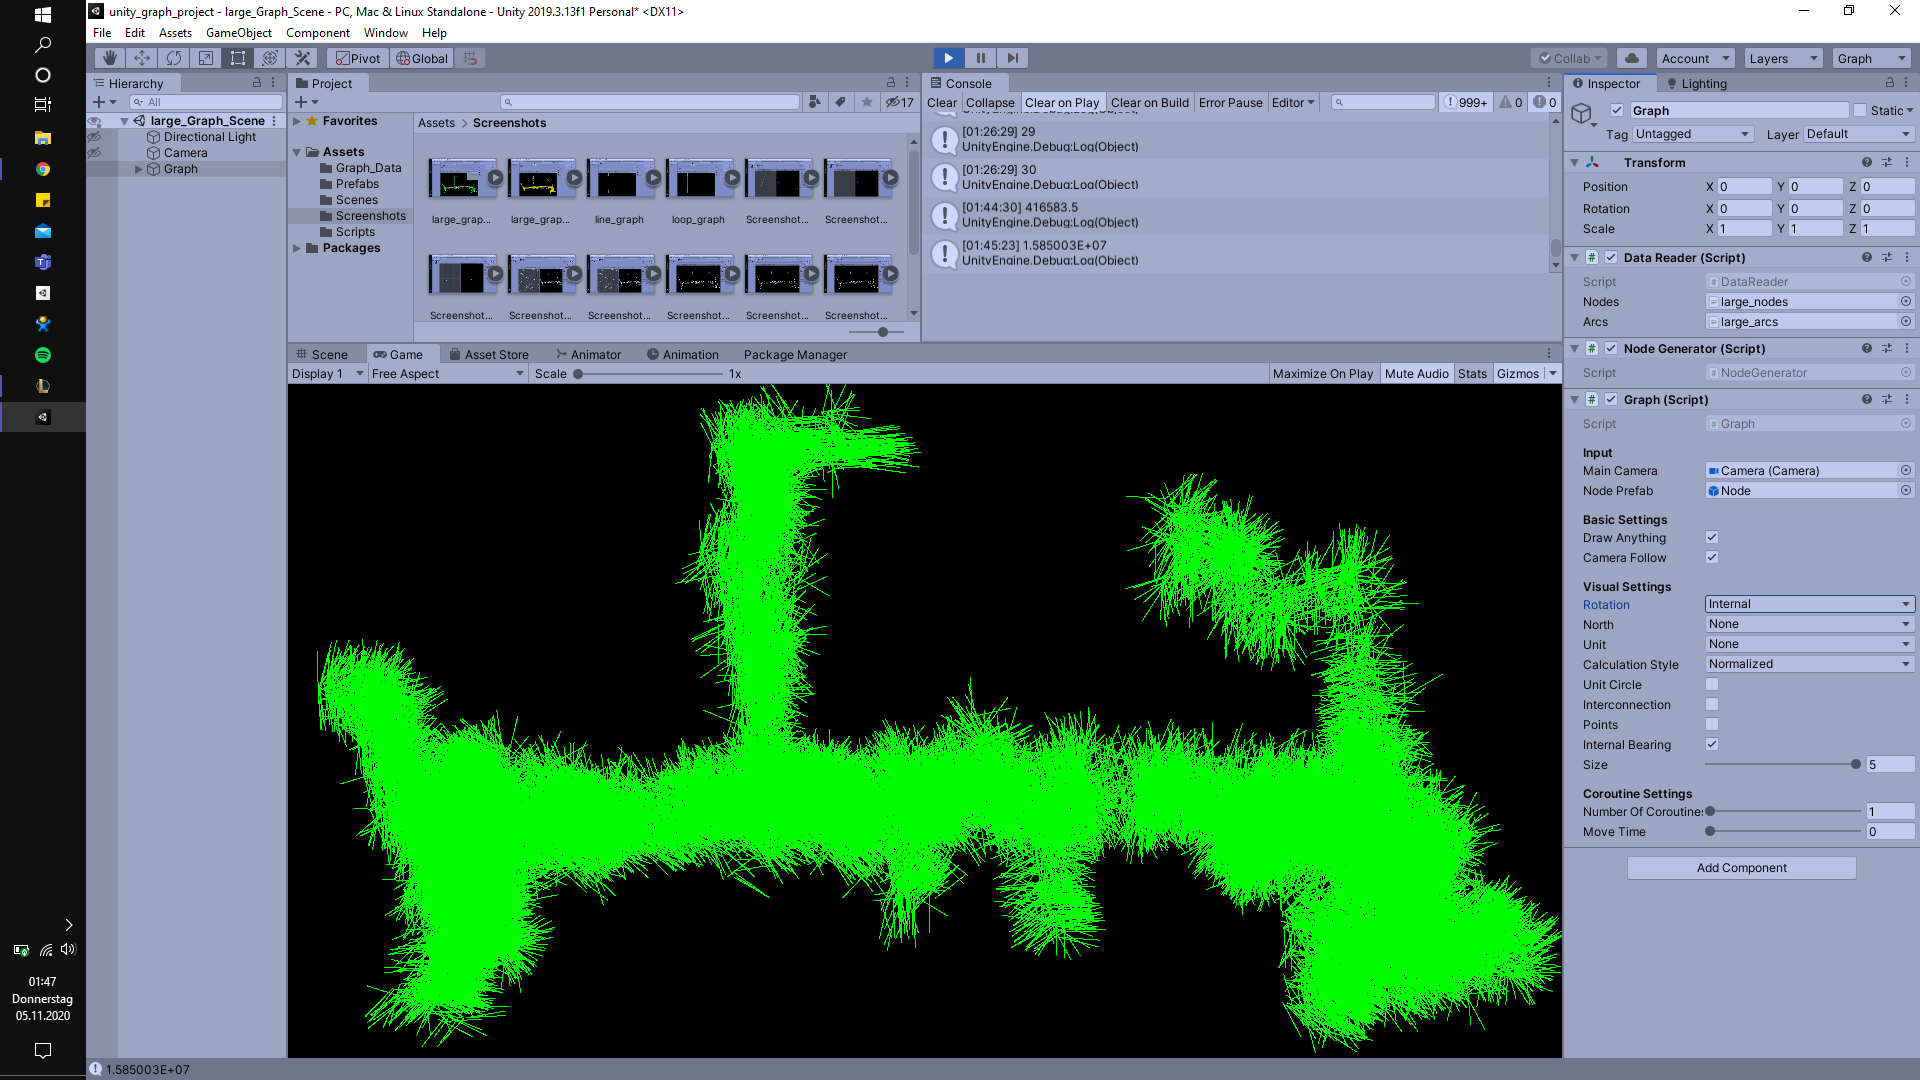 unity_graph_project - large_Graph_Scene - PC, Mac & Linux Standalone - Unity 2019.3.13f1 Personal* <DX11>
File Edit Assets GameObject Component Window Help
Pivot Global Collab Account Layers Graph
Hierarchy
All
large_Graph_Scene
Directional Light
Camera
Graph
Project
17
Favorites
Assets
Graph_Data
Prefabs
Scenes
Screenshots
Scripts
Packages
Assets > Screenshots
large_grap... large_grap... line_graph loop_graph Screenshot... Screenshot...
Screenshot... Screenshot... Screenshot... Screenshot... Screenshot... Screenshot...
Console
Clear Collapse Clear on Play Clear on Build Error Pause Editor 999+ 0 0
UnityEngine.Debug:Log(Object)
[01:26:29] 29
UnityEngine.Debug:Log(Object)
[01:26:29] 30
UnityEngine.Debug:Log(Object)
[01:44:30] 416583.5
UnityEngine.Debug:Log(Object)
[01:45:23] 1.585003E+07
UnityEngine.Debug:Log(Object)
Scene Game Asset Store Animator Animation Package Manager
Display 1 Free Aspect Scale 1x Maximize On Play Mute Audio Stats Gizmos
Inspector Lighting
Graph Static
Tag Untagged Layer Default
Transform
Position X 0 Y 0 Z 0
Rotation X 0 Y 0 Z 0
Scale X 1 Y 1 Z 1
Data Reader (Script)
Script DataReader
Nodes large_nodes
Arcs large_arcs
Node Generator (Script)
Script NodeGenerator
Graph (Script)
Script Graph
Input
Main Camera Camera (Camera)
Node Prefab Node
Basic Settings
Draw Anything
Camera Follow
Visual Settings
Rotation Internal
North None
Unit None
Calculation Style Normalized
Unit Circle
Interconnection
Points
Internal Bearing
Size 5
Coroutine Settings
Number Of Coroutines 1
Move Time 0
Add Component
01:47
Donnerstag
05.11.2020
1.585003E+07